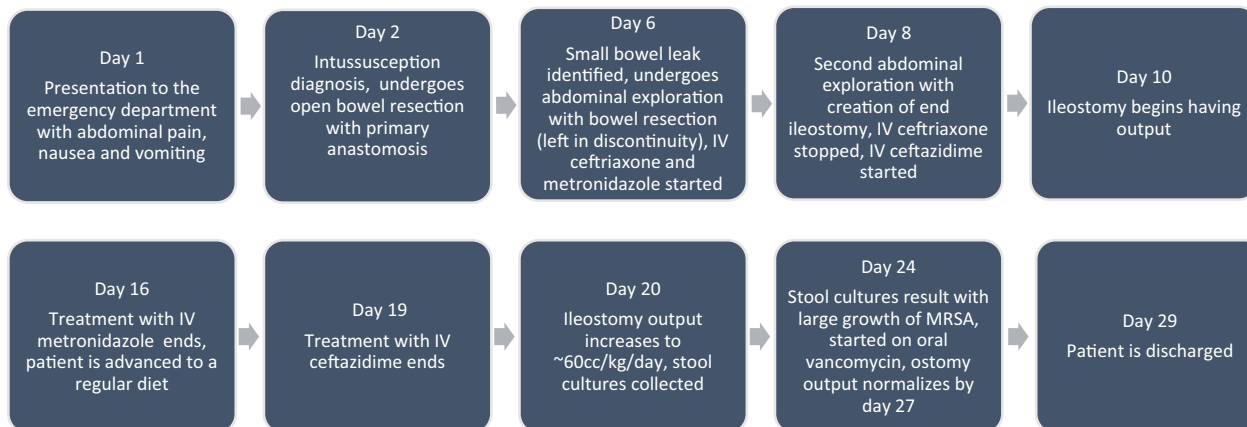 Day 1
Presentation to the
emergency department
with abdominal pain,
nausea and vomiting
Day 2
Intussusception
diagnosis, undergoes
open bowel resection
with primary
anastomosis
Day 6
Small bowel leak
identified, undergoes
abdominal exploration
with bowel resection
(left in discontinuity), IV
ceftriaxone and
metronidazole started
Day 8
Second abdominal
exploration with
creation of end
ileostomy, IV ceftriaxone
stopped, IV ceftazidime
started
Day 10
Ileostomy begins having
output
Day 16
Treatment with IV
metronidazole ends,
patient is advanced to a
regular diet
Day 19
Treatment with IV
ceftazidime ends
Day 20
Ileostomy output
increases to
~60cc/kg/day, stool
cultures collected
Day 24
Stool cultures result with
large growth of MRSA,
started on oral
vancomycin, ostomy
output normalizes by
day 27
Day 29
Patient is discharged